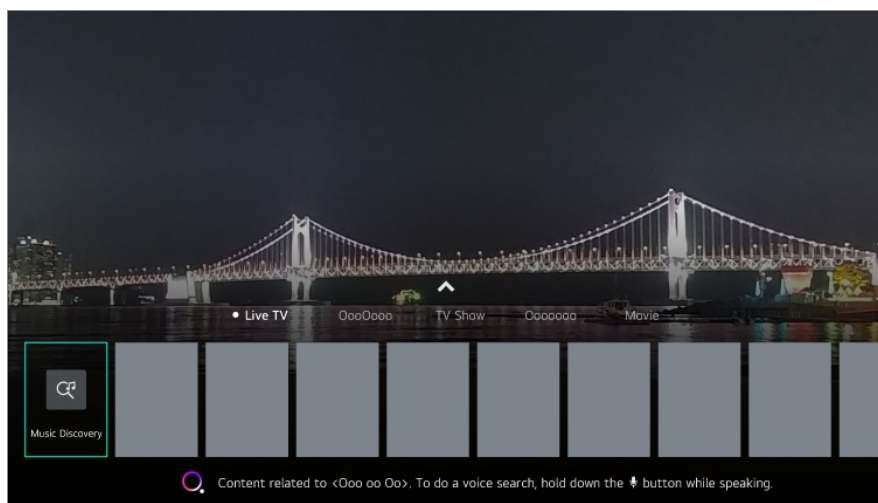 Live TV OooOooo TV Show Ooooooo Movie
Music Discovery
Content related to <Ooo oo Oo>. To do a voice search, hold down the button while speaking.